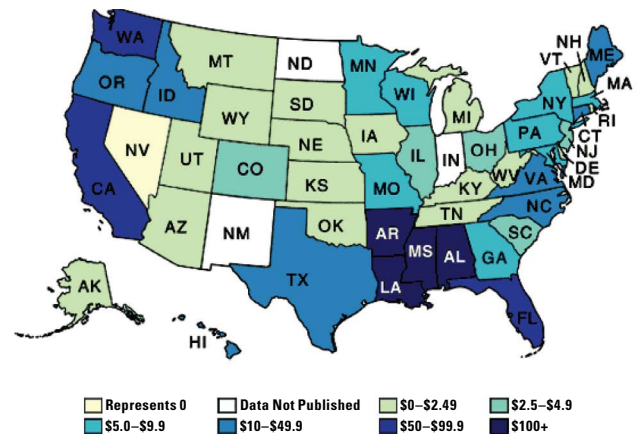 WA
MT
ND
MN
VT
NH
ME
MA
OR
ID
SD
WI
MI
NY
RI
WY
IA
PA
CT
NJ
NE
IL
IN
OH
DE
MD
NV
UT
CO
KS
MO
KY
WV
VA
CA
NC
TN
AZ
NM
OK
AR
SC
MS
AL
GA
TX
LA
AK
FL
HI
Represents 0
Data Not Published
$0–$2.49
$2.5–$4.9
$5.0–$9.9
$10–$49.9
$50–$99.9
$100+